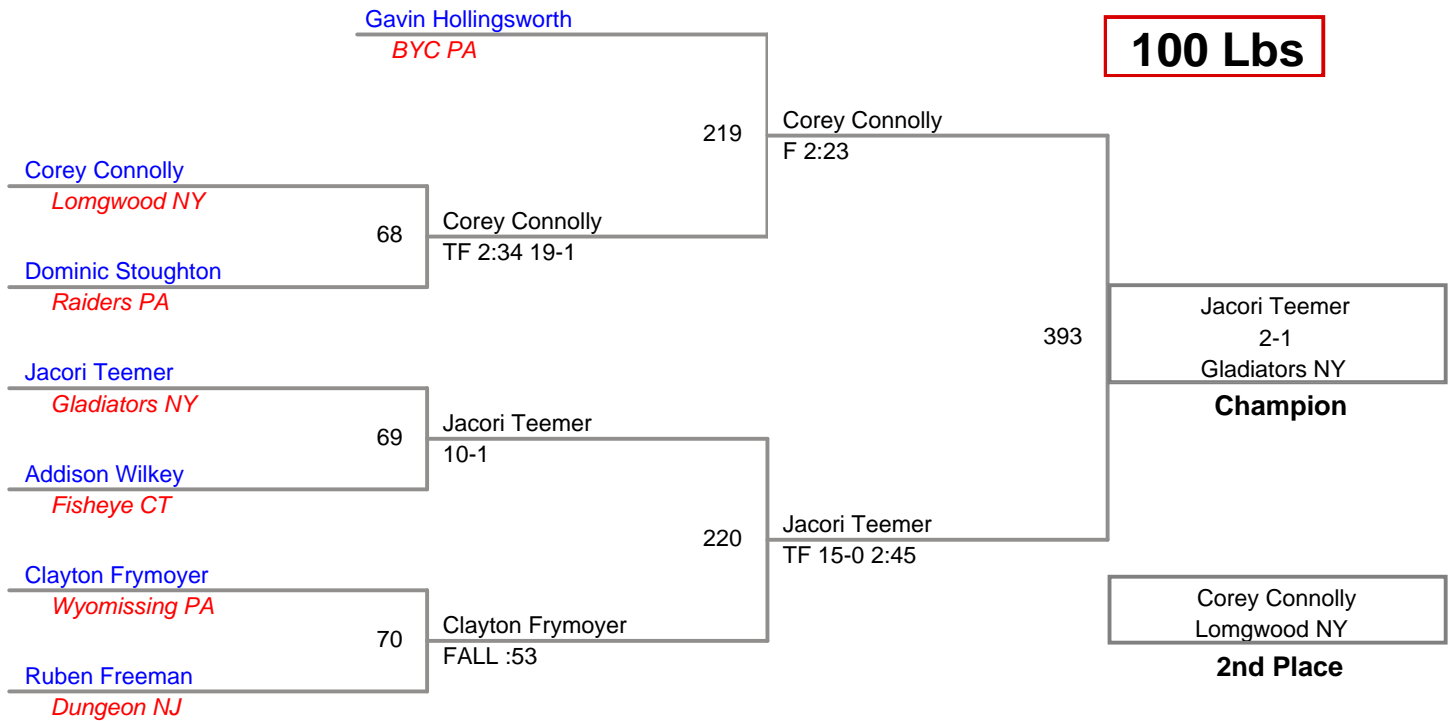 Gavin Hollingsworth
BYC PA
100 Lbs
219
Corey Connolly
F 2:23
Corey Connolly
Lomgwood NY
68
Corey Connolly
TF 2:34 19-1
Dominic Stoughton
Raiders PA
393
Jacori Teemer
2-1
Gladiators NY
Champion
Jacori Teemer
Gladiators NY
69
Jacori Teemer
10-1
Addison Wilkey
Fisheye CT
220
Jacori Teemer
TF 15-0 2:45
Clayton Frymoyer
Wyomissing PA
70
Clayton Frymoyer
FALL :53
Ruben Freeman
Dungeon NJ
Corey Connolly
Lomgwood NY
2nd Place